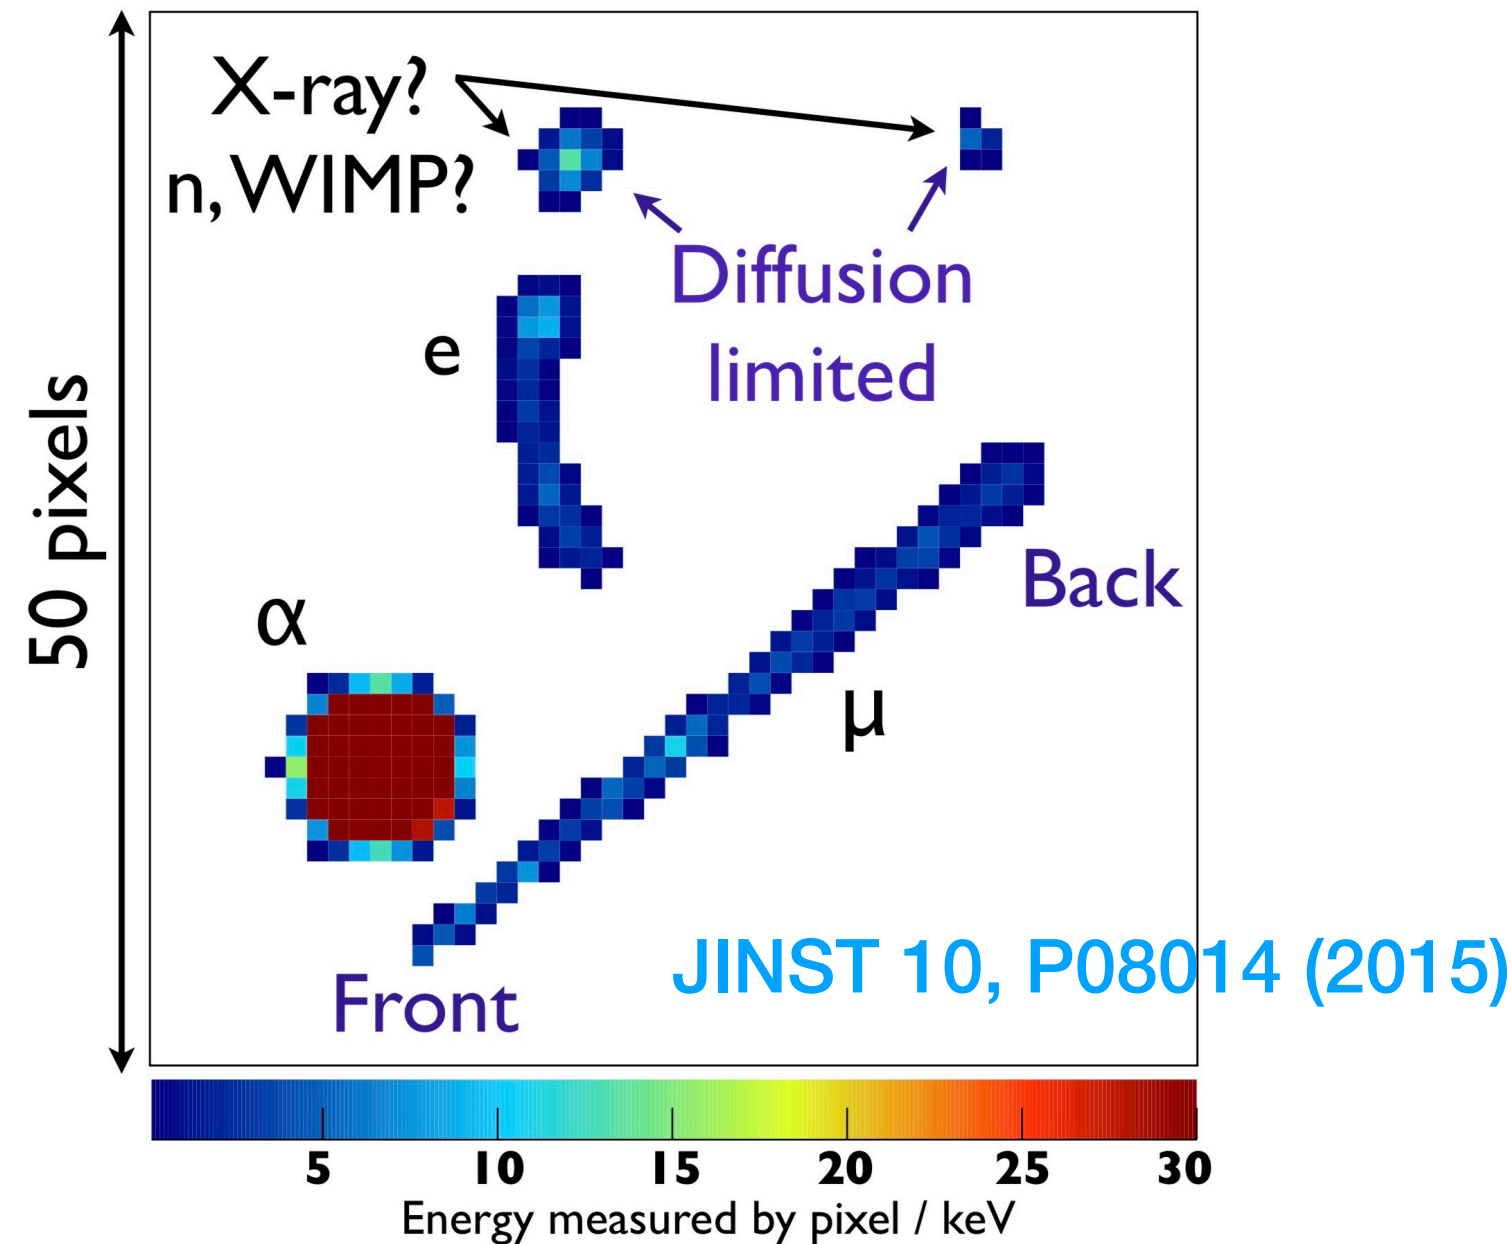 X-ray?
n, WIMP?
Diffusion
limited
e
50 pixels
Back
α
μ
JINST 10, P08014 (2015)
Front
5 10 15 20 25 30
Energy measured by pixel / keV